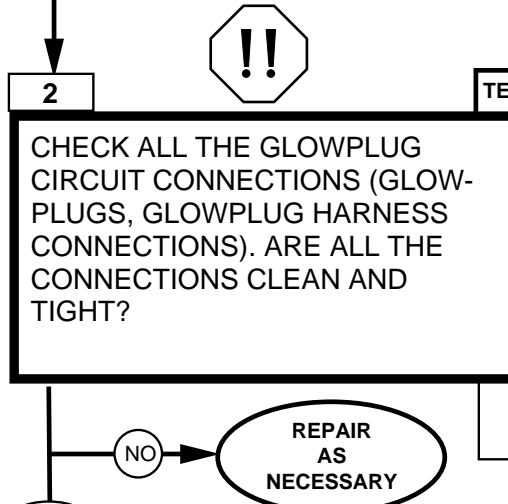 !!
2
TE
CHECK ALL THE GLOWPLUG
CIRCUIT CONNECTIONS (GLOW-
PLUGS, GLOWPLUG HARNESS
CONNECTIONS). ARE ALL THE
CONNECTIONS CLEAN AND
TIGHT?
NO
REPAIR
AS
NECESSARY